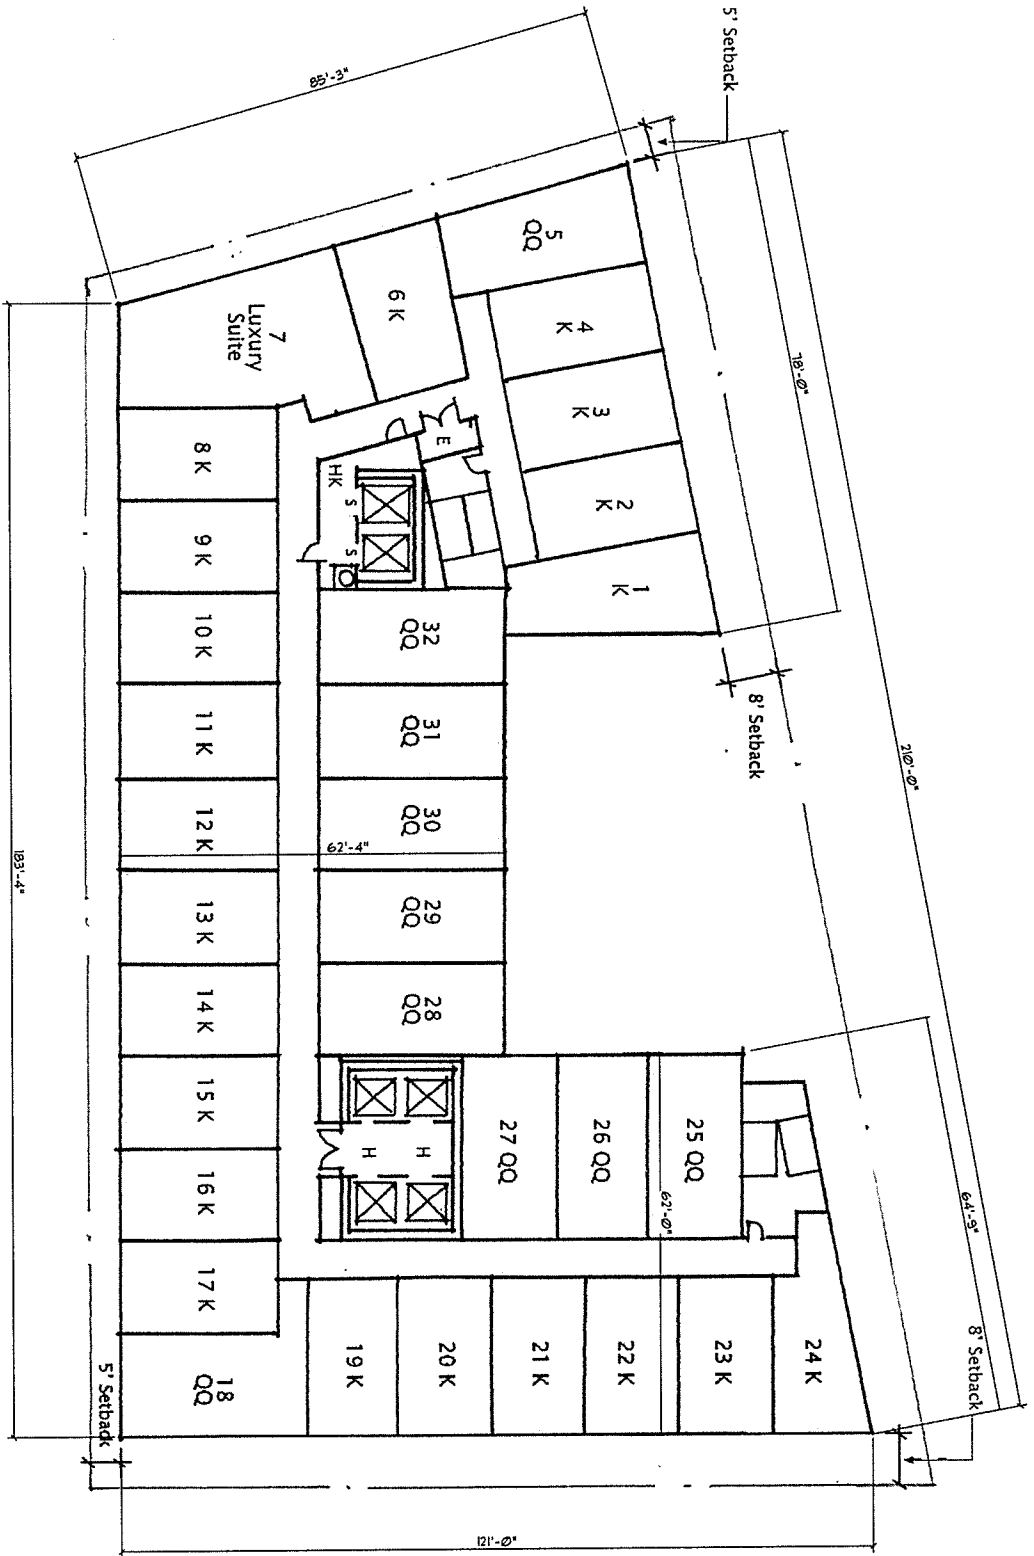 5' Setback
85'-3"
5
QQ
4
K
3
K
2
K
1
K
6 K
7
Luxury
Suite
E
HK
S
S
78'-0"
8' Setback
210'-0"
8 K
9 K
10 K
11 K
12 K
13 K
14 K
15 K
16 K
17 K
18
QQ
32
QQ
31
QQ
30
QQ
29
QQ
28
QQ
62'-4"
183'-4"
H
H
27 QQ
26 QQ
25 QQ
62'-0"
64'-9"
19 K
20 K
21 K
22 K
23 K
24 K
8' Setback
5' Setback
121'-0"